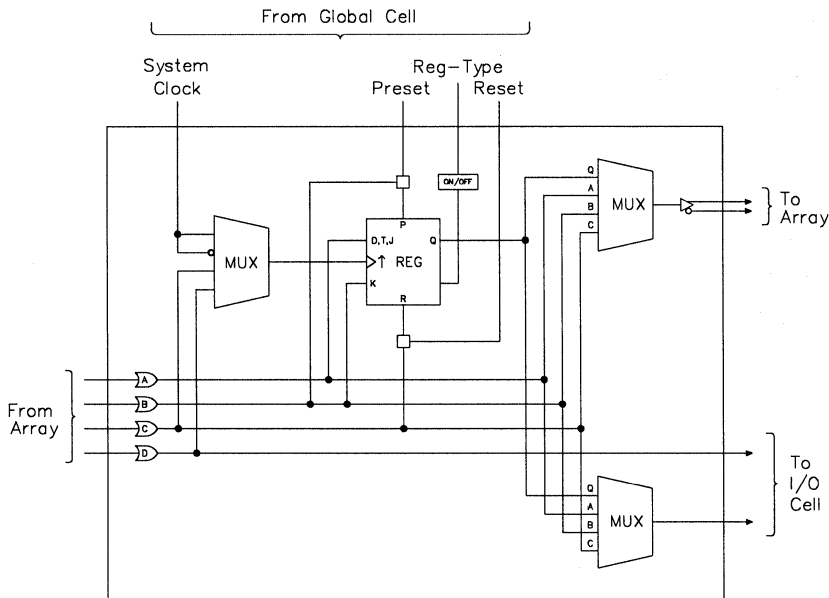 From Global Cell
System
Clock
Reg-Type
Preset
Reset
ON/OFF
P
D,T,J
Q
↑ REG
K
R
MUX
Q
A
B
C
MUX
To
Array
From
Array
A
B
C
D
Q
A
B
C
MUX
To
I/O
Cell